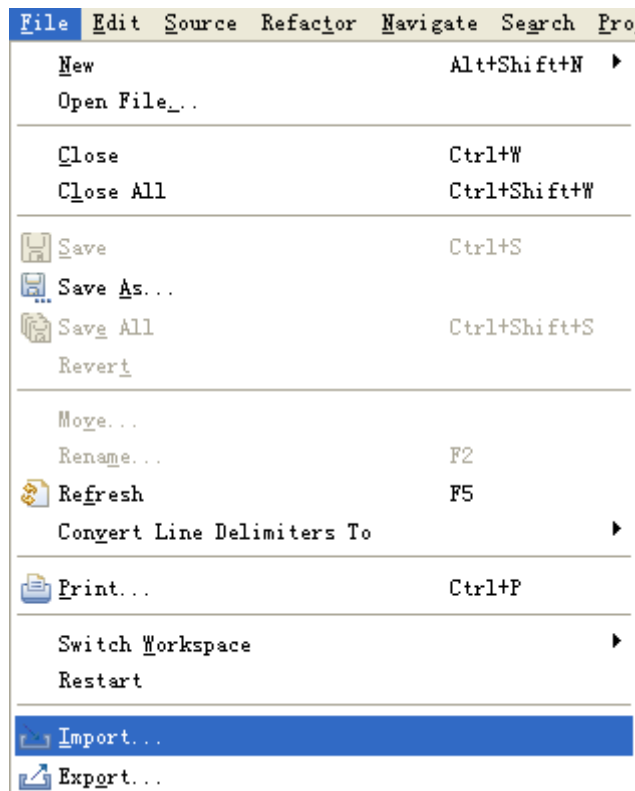 File Edit Source Refactor Navigate Search Pro
New Alt+Shift+N
Open File...
Close Ctrl+W
Close All Ctrl+Shift+W
Save Ctrl+S
Save As...
Save All Ctrl+Shift+S
Revert
Move...
Rename... F2
Refresh F5
Convert Line Delimiters To
Print... Ctrl+P
Switch Workspace
Restart
Import...
Export...